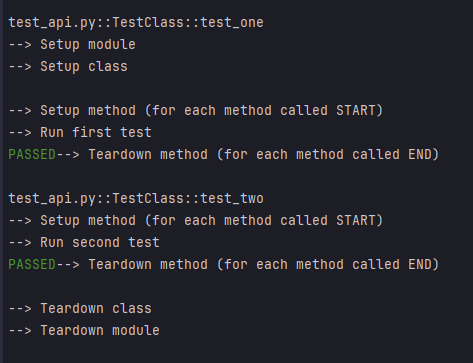 test_api.py::TestClass::test_one
--> Setup module
--> Setup class
--> Setup method (for each method called START)
--> Run first test
PASSED--> Teardown method (for each method called END)
test_api.py::TestClass::test_two
--> Setup method (for each method called START)
--> Run second test
PASSED--> Teardown method (for each method called END)
--> Teardown class
--> Teardown module